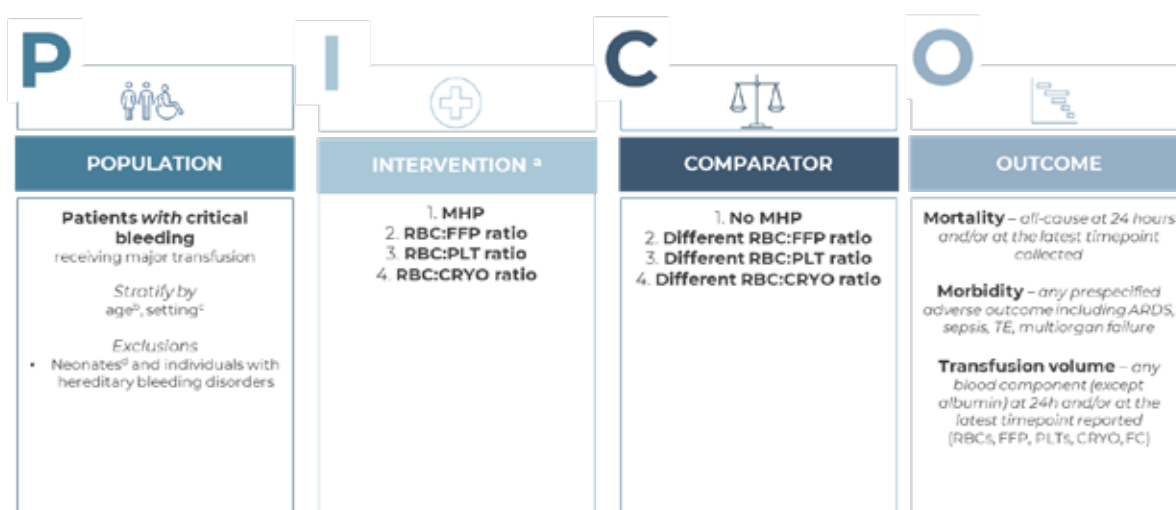 P
POPULATION
Patients with critical
bleeding
receiving major transfusion
Stratify by
ageᵇ, settingᶜ
Exclusions
• Neonatesᵈ and individuals with
hereditary bleeding disorders
I
INTERVENTION ᵃ
1. MHP
2. RBC:FFP ratio
3. RBC:PLT ratio
4. RBC:CRYO ratio
C
COMPARATOR
1. No MHP
2. Different RBC:FFP ratio
3. Different RBC:PLT ratio
4. Different RBC:CRYO ratio
O
OUTCOME
Mortality – all-cause at 24 hours
and/or at the latest timepoint
collected
Morbidity – any prespecified
adverse outcome including ARDS,
sepsis, TE, multiorgan failure
Transfusion volume – any
blood component (except
albumin) at 24h and/or at the
latest timepoint reported
(RBCs, FFP, PLTs, CRYO, FC)